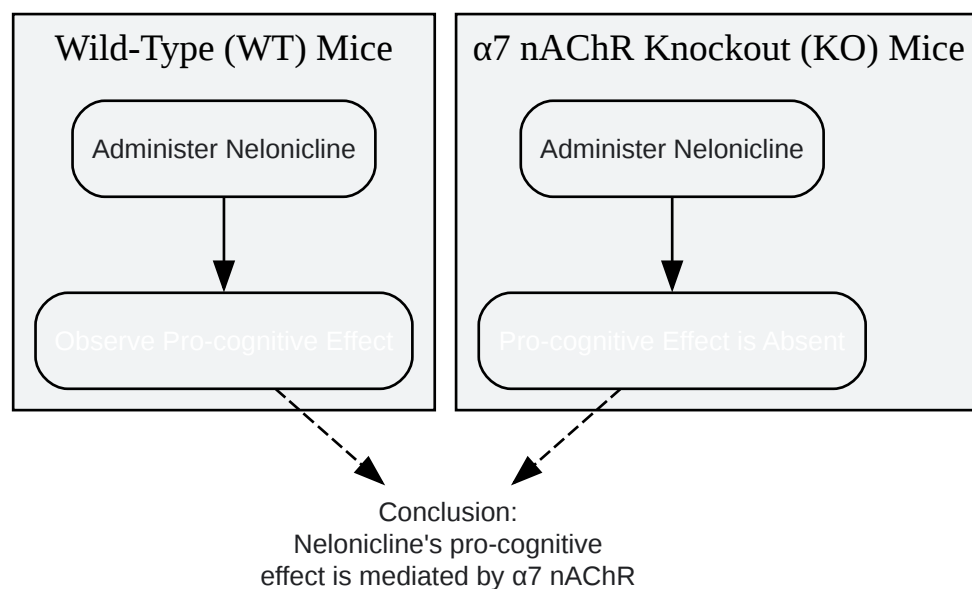 Wild-Type (WT) Mice
Administer Nelonicline
Observe Pro-cognitive Effect
α7 nAChR Knockout (KO) Mice
Administer Nelonicline
Pro-cognitive Effect is Absent
Conclusion:
Nelonicline's pro-cognitive
effect is mediated by α7 nAChR